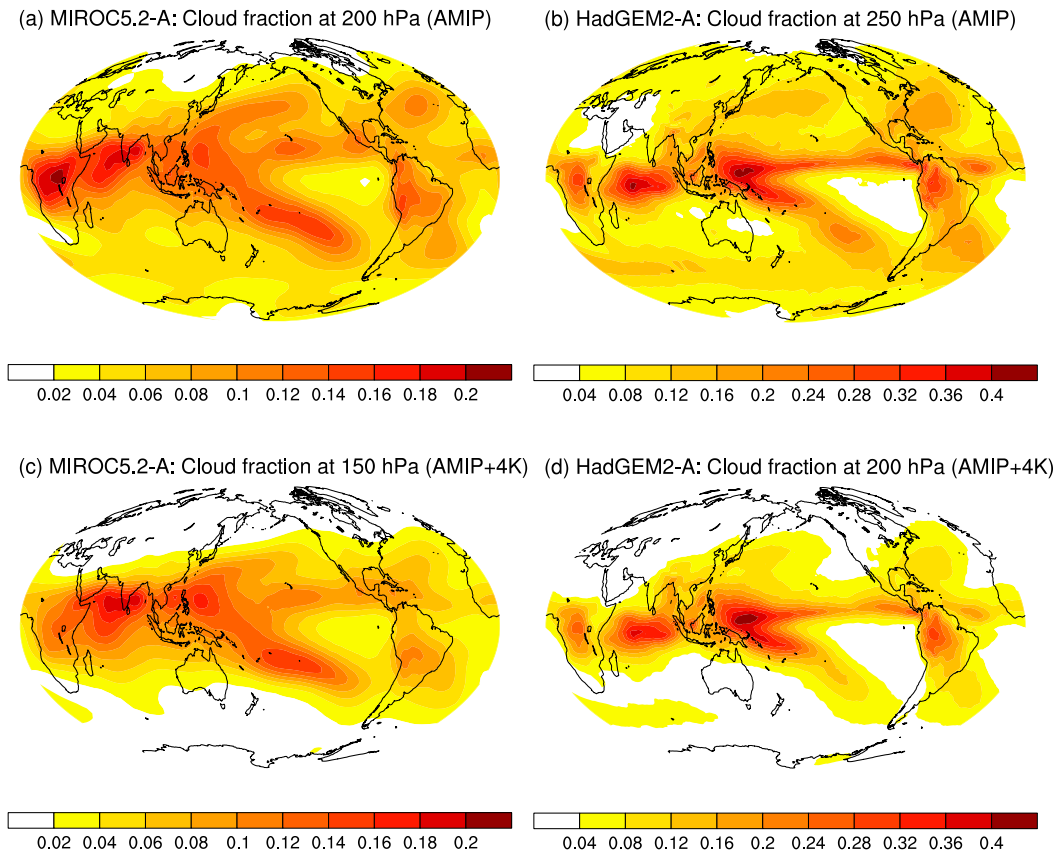 (a) MIROC5.2-A: Cloud fraction at 200 hPa (AMIP)
(b) HadGEM2-A: Cloud fraction at 250 hPa (AMIP)
0.02 0.04 0.06 0.08 0.1 0.12 0.14 0.16 0.18 0.2
0.04 0.08 0.12 0.16 0.2 0.24 0.28 0.32 0.36 0.4
(c) MIROC5.2-A: Cloud fraction at 150 hPa (AMIP+4K)
(d) HadGEM2-A: Cloud fraction at 200 hPa (AMIP+4K)
0.02 0.04 0.06 0.08 0.1 0.12 0.14 0.16 0.18 0.2
0.04 0.08 0.12 0.16 0.2 0.24 0.28 0.32 0.36 0.4